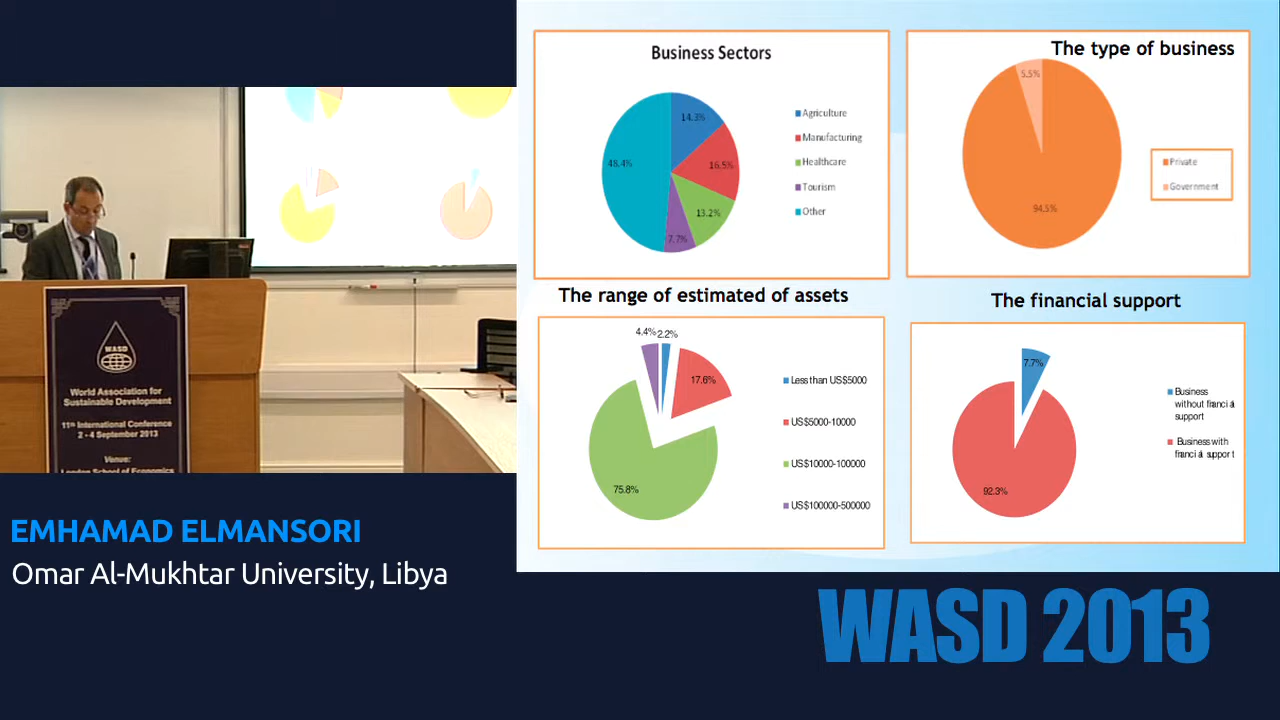 Business Sectors
14.3%
16.5%
13.2%
7.7%
48.4%
Agriculture
Manufacturing
Healthcare
Tourism
Other
The type of business
5.5%
94.5%
Private
Government
The range of estimated of assets
4.4%
2.2%
17.6%
75.8%
Less than US$5000
US$5000-10000
US$10000-100000
US$100000-500000
The financial support
7.7%
92.3%
Business
without
support
Business with
WASD
World Association for
Sustainable Development
11th International Conference
2 - 4 September 2013
Venue:
London School of Economics
EMHAMAD ELMANSORI
Omar Al-Mukhtar University, Libya
WASD 2013